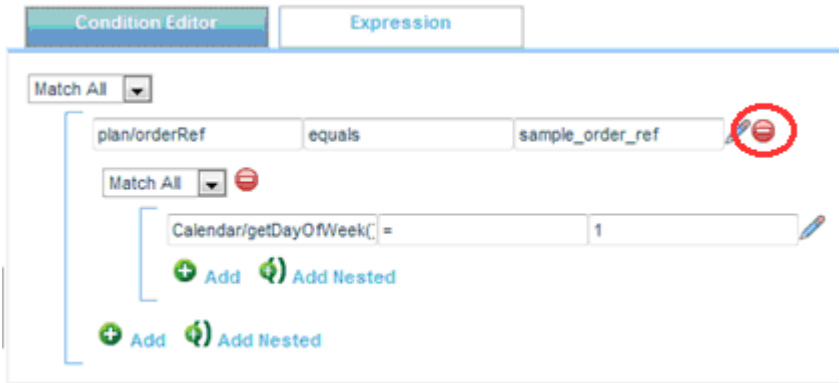 Condition Editor Expression
Match All
plan/orderRef equals sample_order_ref
Match All
Calendar/getDayOfWeek( = 1
Add Add Nested
Add Add Nested